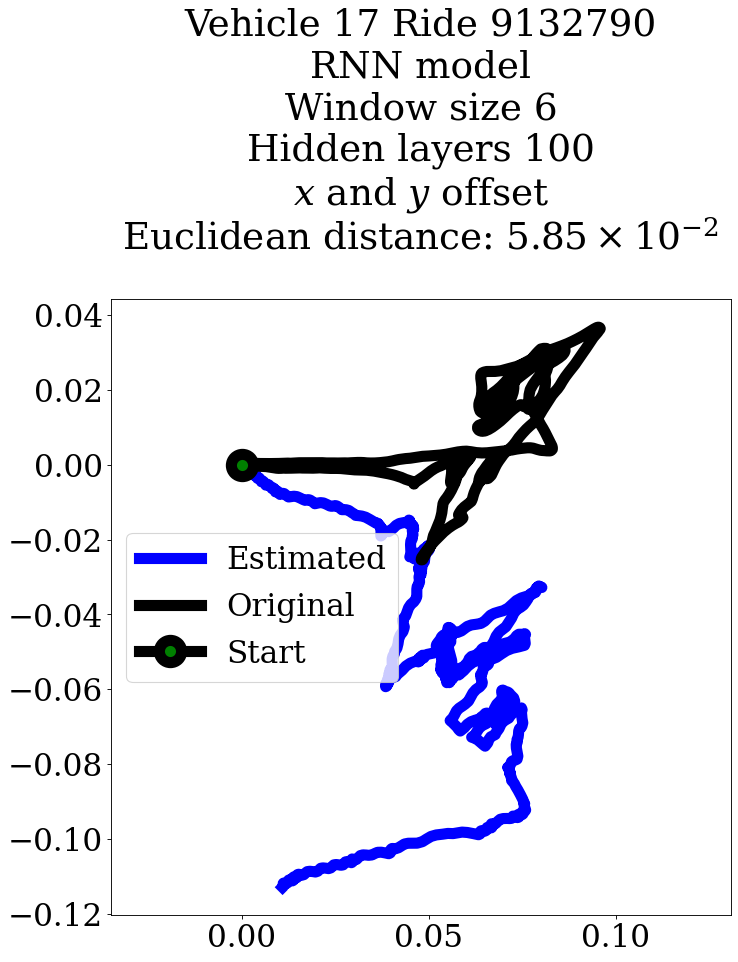 Vehicle 17 Ride 9132790
RNN model
Window size 6
Hidden layers 100
x and y offset
Euclidean distance: 5.85 × 10⁻²
0.04
0.02
0.00
−0.02
−0.04
−0.06
−0.08
−0.10
−0.12
Estimated
Original
Start
0.00 0.05 0.10